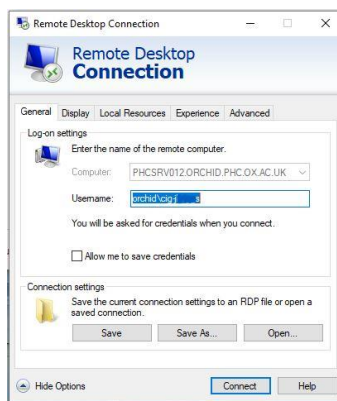 Remote Desktop Connection
Remote Desktop
Connection
General Display Local Resources Experience Advanced
Log-on settings
Enter the name of the remote computer.
Computer: PHCSRV012.ORCHID.PHC.OX.AC.UK
Username:
You will be asked for credentials when you connect.
Allow me to save credentials
Connection settings
Save the current connection settings to an RDP file or open a
saved connection.
Save Save As... Open...
Hide Options Connect Help